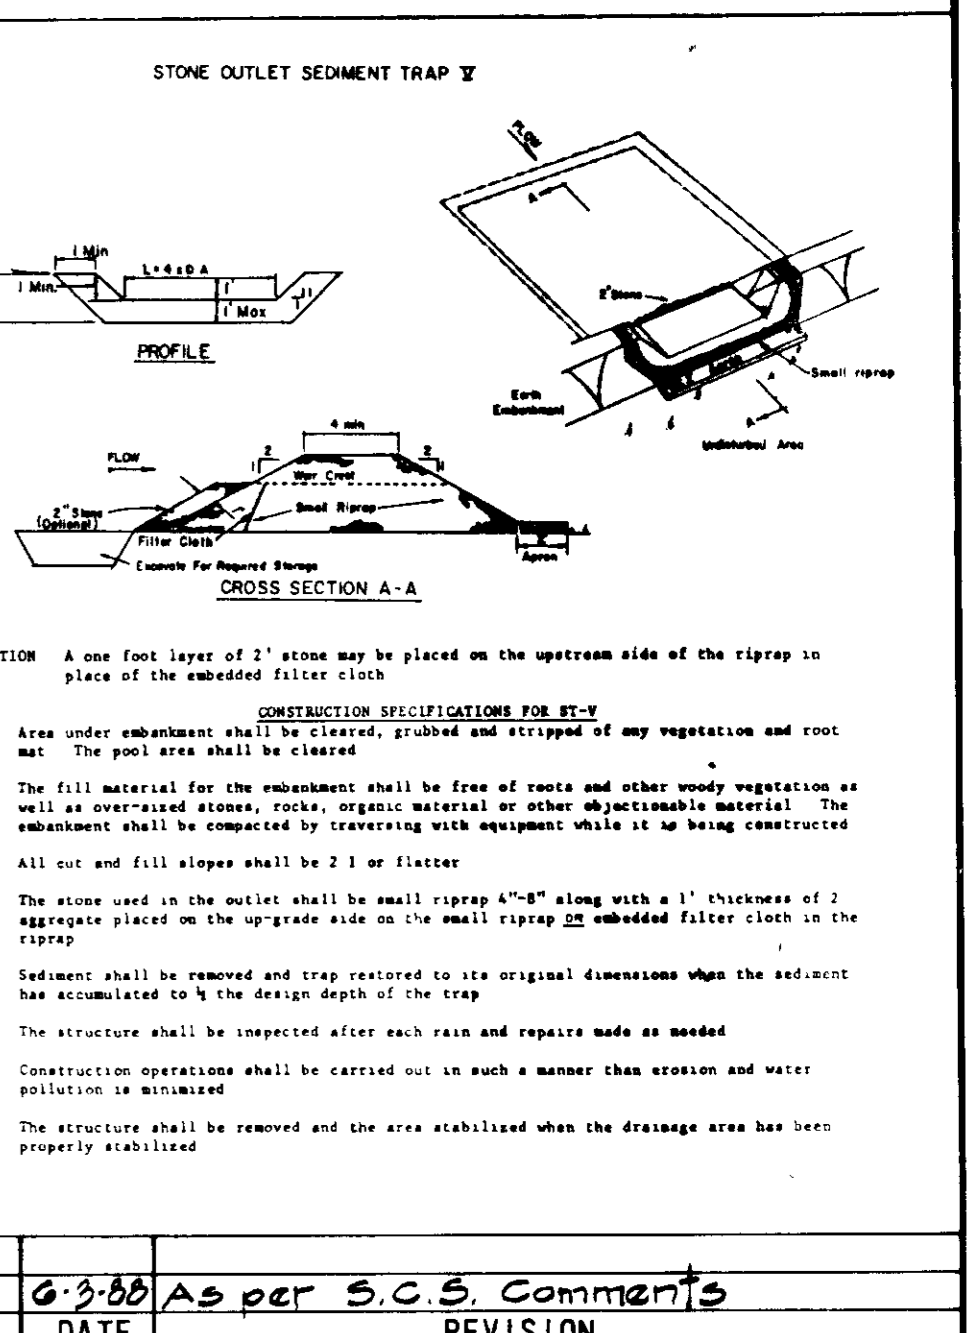 STONE OUTLET SEDIMENT TRAP V
FLOW
A
1 Min
L = 4 x D A
1 Min.
1'
1' Max
1
1
PROFILE
2" Stone
Small riprap
Earth
Embankment
A
Undisturbed Area
4 min
FLOW
2
1
2
1
Weir Crest
2" Stone
(Optional)
Small Riprap
Filter Cloth
Apron
Excavate For Required Storage
CROSS SECTION A-A
TION A one foot layer of 2' stone may be placed on the upstream side of the riprap in
place of the embedded filter cloth
CONSTRUCTION SPECIFICATIONS FOR ST-V
Area under embankment shall be cleared, grubbed and stripped of any vegetation and root
mat The pool area shall be cleared
The fill material for the embankment shall be free of roots and other woody vegetation as
well as over-sized stones, rocks, organic material or other objectionable material The
embankment shall be compacted by traversing with equipment while it is being constructed
All cut and fill slopes shall be 2 1 or flatter
The stone used in the outlet shall be small riprap 4"-8" along with a 1' thickness of 2
aggregate placed on the up-grade side on the small riprap or embedded filter cloth in the
riprap
Sediment shall be removed and trap restored to its original dimensions when the sediment
has accumulated to the design depth of the trap
The structure shall be inspected after each rain and repairs made as needed
Construction operations shall be carried out in such a manner than erosion and water
pollution is minimized
The structure shall be removed and the area stabilized when the drainage area has been
properly stabilized
6-3-88 As per S.C.S. Comments
DATE REVISION